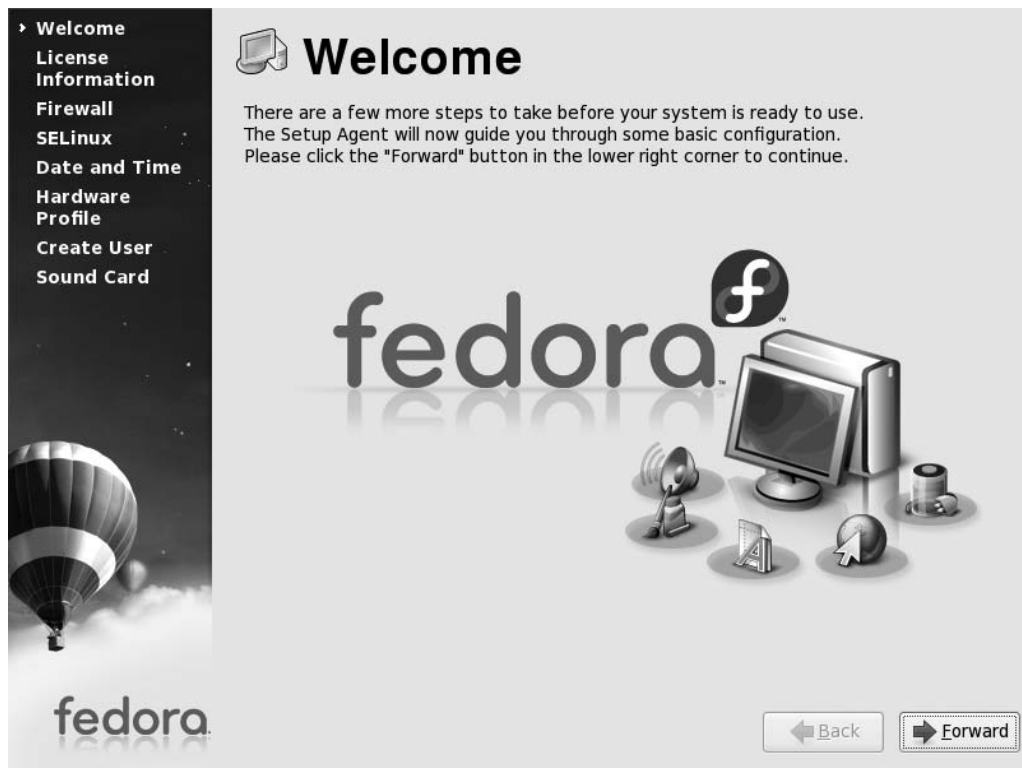 Welcome
License
Information
Firewall
SELinux
Date and Time
Hardware
Profile
Create User
Sound Card
Welcome
There are a few more steps to take before your system is ready to use.
The Setup Agent will now guide you through some basic configuration.
Please click the "Forward" button in the lower right corner to continue.
f
™
fedora
™
A
fedora
Back
Forward